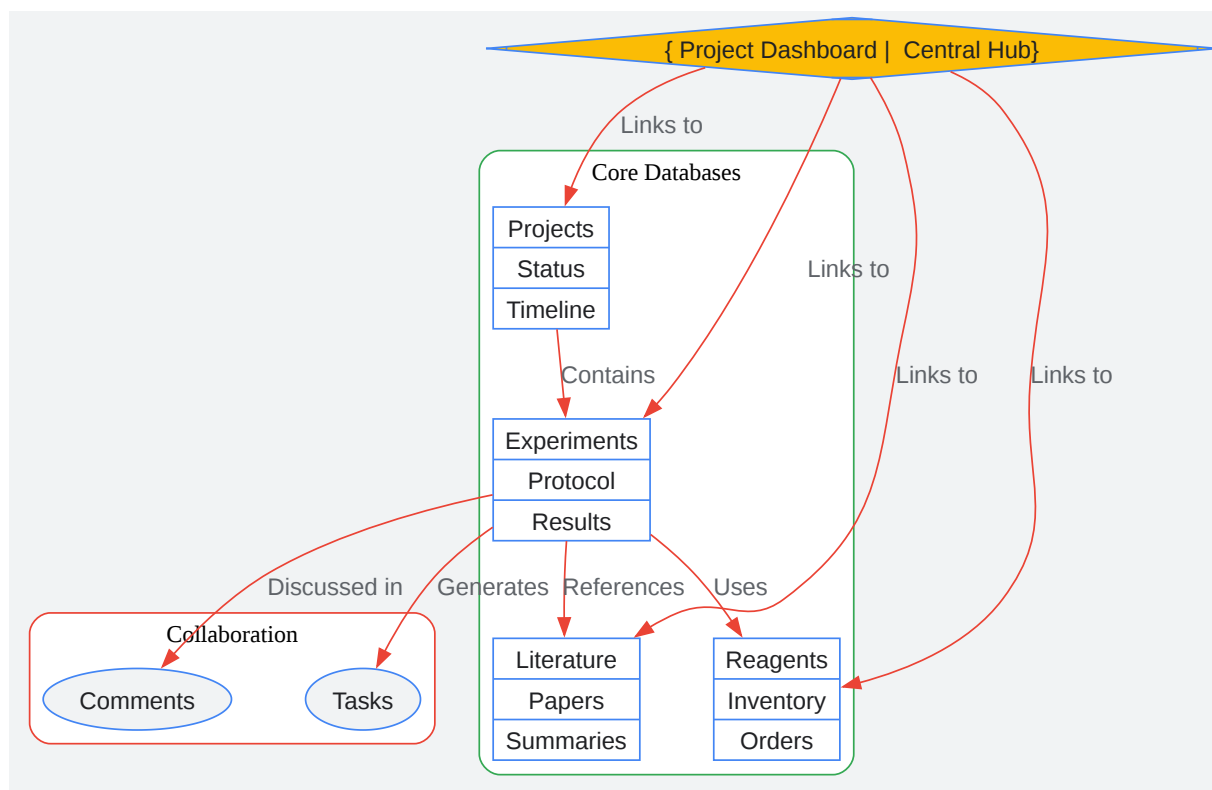 { Project Dashboard |  Central Hub}
Links to
Core Databases
Projects
Status
Timeline
Links to
Contains
Links to
Links to
Experiments
Protocol
Results
Discussed in
Generates
References
Uses
Collaboration
Comments
Tasks
Literature
Papers
Summaries
Reagents
Inventory
Orders